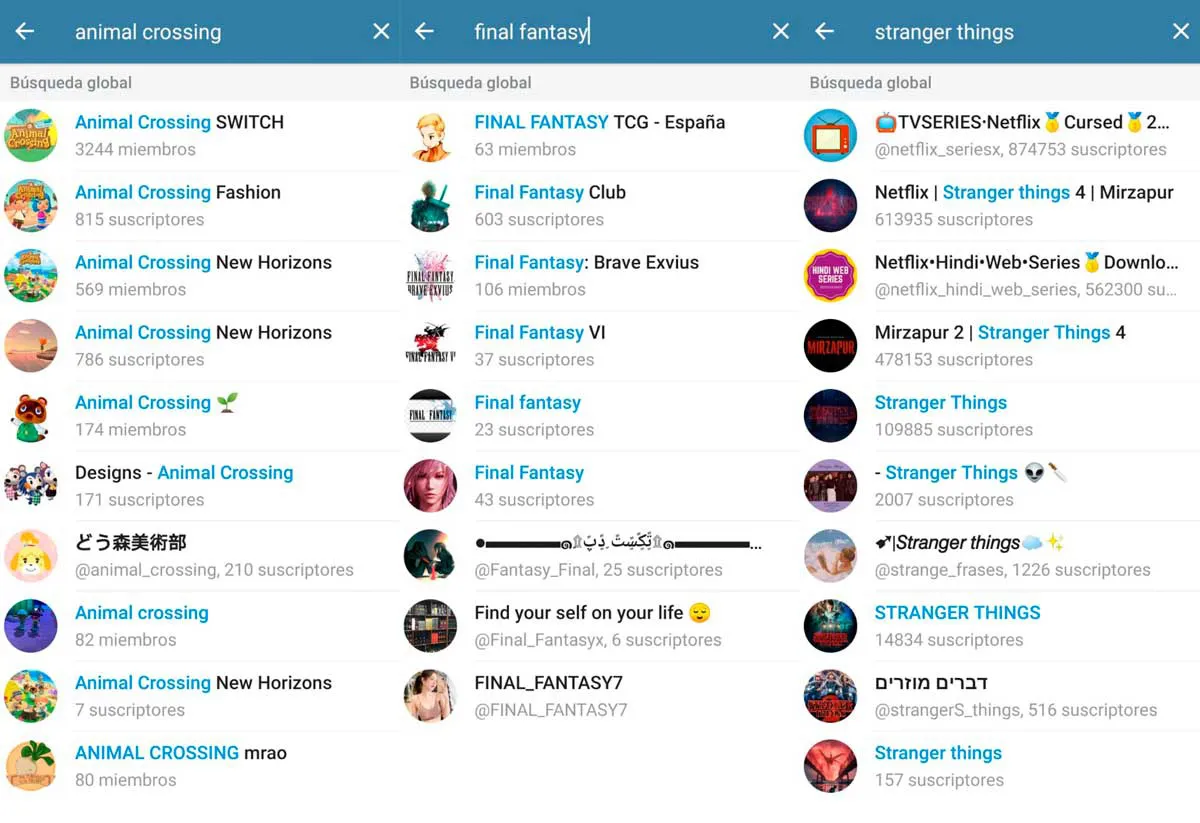 animal crossing
Búsqueda global
Animal Crossing SWITCH
3244 miembros
Animal Crossing Fashion
815 suscriptores
Animal Crossing New Horizons
569 miembros
Animal Crossing New Horizons
786 suscriptores
Animal Crossing 🌱
174 miembros
Designs - Animal Crossing
171 suscriptores
どう森美術部
@animal_crossing, 210 suscriptores
Animal crossing
82 miembros
Animal Crossing New Horizons
7 suscriptores
ANIMAL CROSSING mrao
80 miembros
final fantasy
Búsqueda global
FINAL FANTASY TCG - España
63 miembros
Final Fantasy Club
603 suscriptores
Final Fantasy: Brave Exvius
106 miembros
Final Fantasy VI
37 suscriptores
Final fantasy
23 suscriptores
Final Fantasy
43 suscriptores
@Fantasy_Final, 25 suscriptores
Find your self on your life 😌
@Final_Fantasyx, 6 suscriptores
FINAL_FANTASY7
@FINAL_FANTASY7
stranger things
Búsqueda global
📺TVSERIES•Netflix🥇Cursed🥇2...
@netflix_seriesx, 874753 suscriptores
Netflix | Stranger things 4 | Mirzapur
613935 suscriptores
HINDI WEB
SERIES
Netflix•Hindi•Web•Series🥇Downlo...
@netflix_hindi_web_series, 562300 su...
MIRZAPUR
Mirzapur 2 | Stranger Things 4
478153 suscriptores
Stranger Things
109885 suscriptores
- Stranger Things 👽🔪
2007 suscriptores
➶|Stranger things☁️✨
@strange_frases, 1226 suscriptores
STRANGER THINGS
14834 suscriptores
דברים מוזרים
@strangerS_things, 516 suscriptores
Stranger things
157 suscriptores